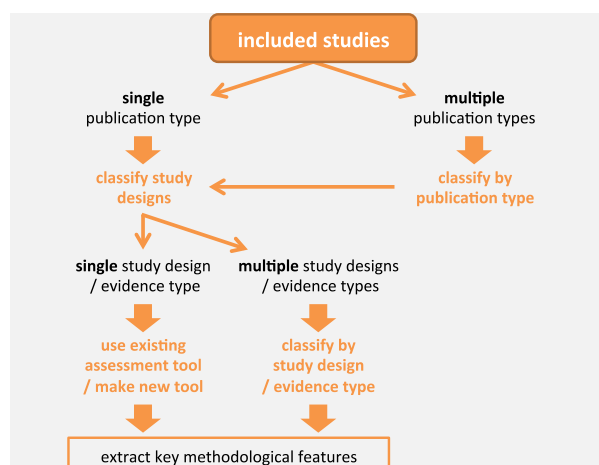 included studies
single
publication type
multiple
publication types
classify study
designs
classify by
publication type
single study design
/ evidence type
multiple study designs
/ evidence types
use existing
assessment tool
/ make new tool
classify by
study design
/ evidence type
extract key methodological features